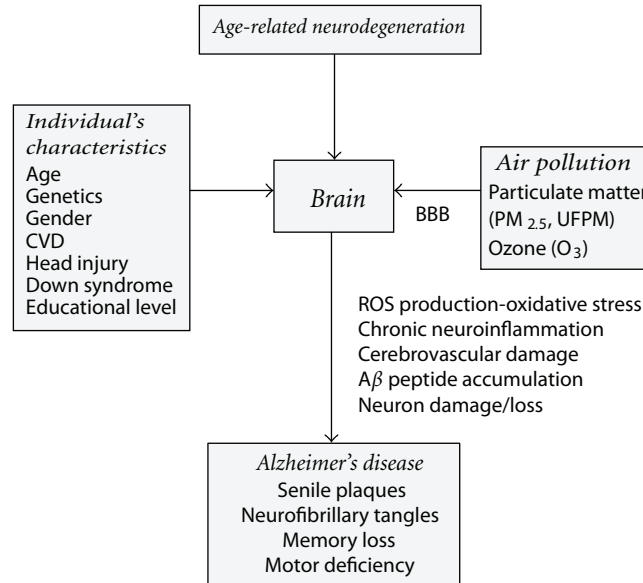 Age-related neurodegeneration
Individual's
characteristics
Age
Genetics
Gender
CVD
Head injury
Down syndrome
Educational level
Brain
BBB
Air pollution
Particulate matter
(PM 2.5, UFPM)
Ozone (O3)
ROS production-oxidative stress
Chronic neuroinflammation
Cerebrovascular damage
Aβ peptide accumulation
Neuron damage/loss
Alzheimer's disease
Senile plaques
Neurofibrillary tangles
Memory loss
Motor deficiency